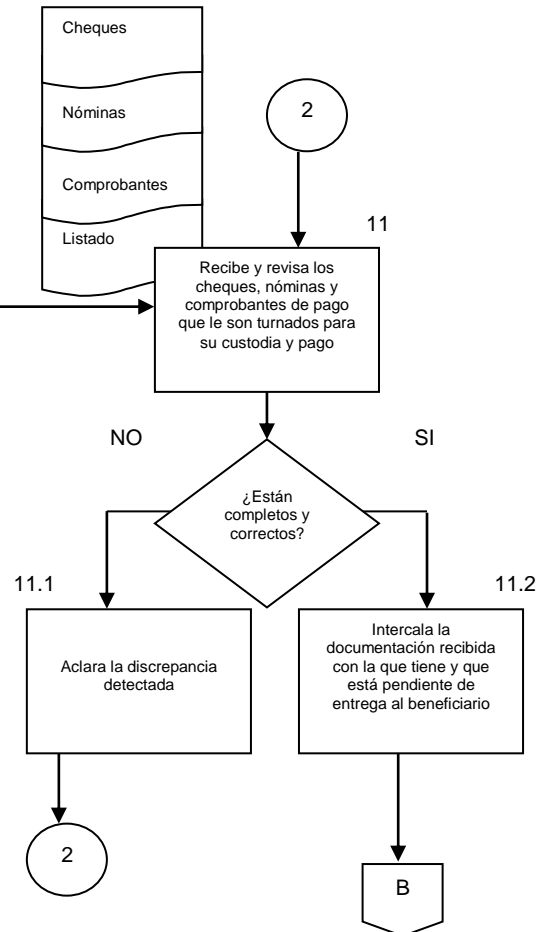 Cheques
Nóminas
Comprobantes
Listado
2
11
Recibe y revisa los
cheques, nóminas y
comprobantes de pago
que le son turnados para
su custodia y pago
NO
SI
¿Están
completos y
correctos?
11.1
Aclara la discrepancia
detectada
11.2
Intercala la
documentación recibida
con la que tiene y que
está pendiente de
entrega al beneficiario
2
B